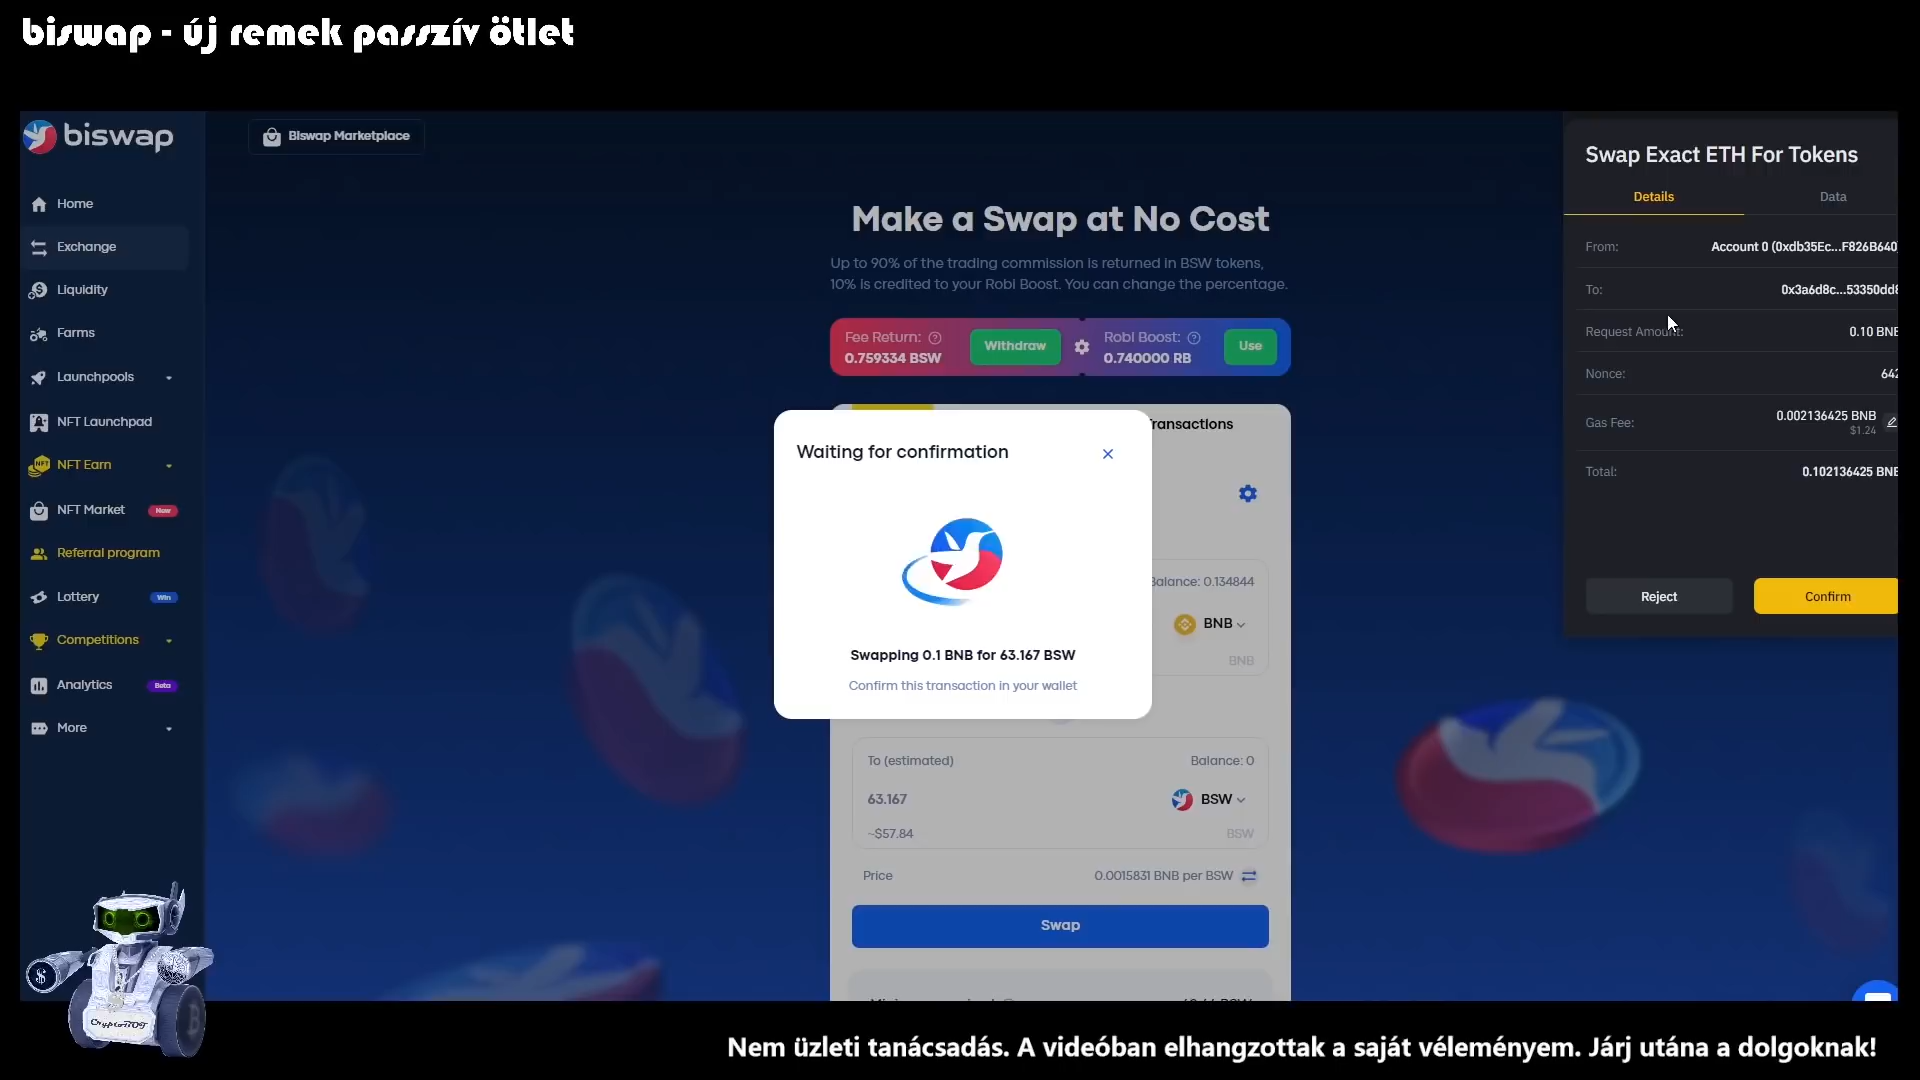 biswap - új remek passzív ötlet
biswap
Biswap Marketplace
Home
Exchange
Liquidity
Farms
Launchpools
NFT Launchpad
NFT Earn
NFT Market New
Referral program
Lottery Win
Competitions
Analytics Beta
More
Make a Swap at No Cost
Up to 90% of the trading commission is returned in BSW tokens,
10% is credited to your Robi Boost. You can change the percentage.
Fee Return:
0.759334 BSW
Withdraw
Robi Boost:
0.740000 RB
Use
Transactions
Waiting for confirmation
Balance: 0.134844
BNB
BNB
Swapping 0.1 BNB for 63.167 BSW
Confirm this transaction in your wallet
To (estimated) Balance: 0
63.167 BSW
~$57.84 BSW
Price 0.0015831 BNB per BSW
Swap
Swap Exact ETH For Tokens
Details Data
From: Account 0 (0xdb35Ec...F826B640)
To: 0x3a6d8c...53350dd8
Request Amount: 0.10 BNB
Nonce: 642
Gas Fee: 0.002136425 BNB
$1.24
Total: 0.102136425 BNB
Reject Confirm
CryptoBOT
Nem üzleti tanácsadás. A videóban elhangzottak a saját véleményem. Járj utána a dolgoknak!